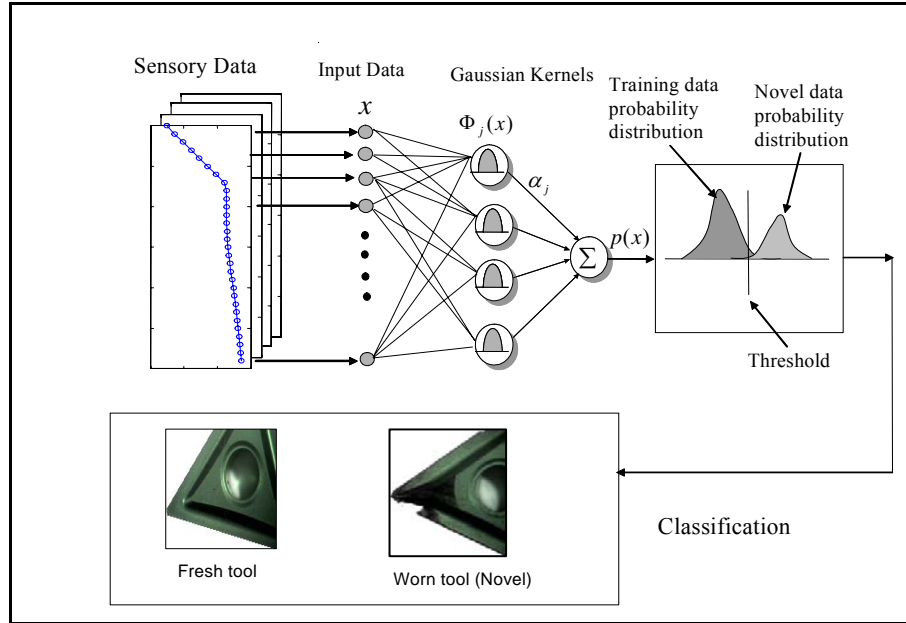 Sensory Data
Input Data
Gaussian Kernels
Training data
probability
distribution
Novel data
probability
distribution
x
Φj(x)
αj
Σ
p(x)
Threshold
Classification
Fresh tool
Worn tool (Novel)